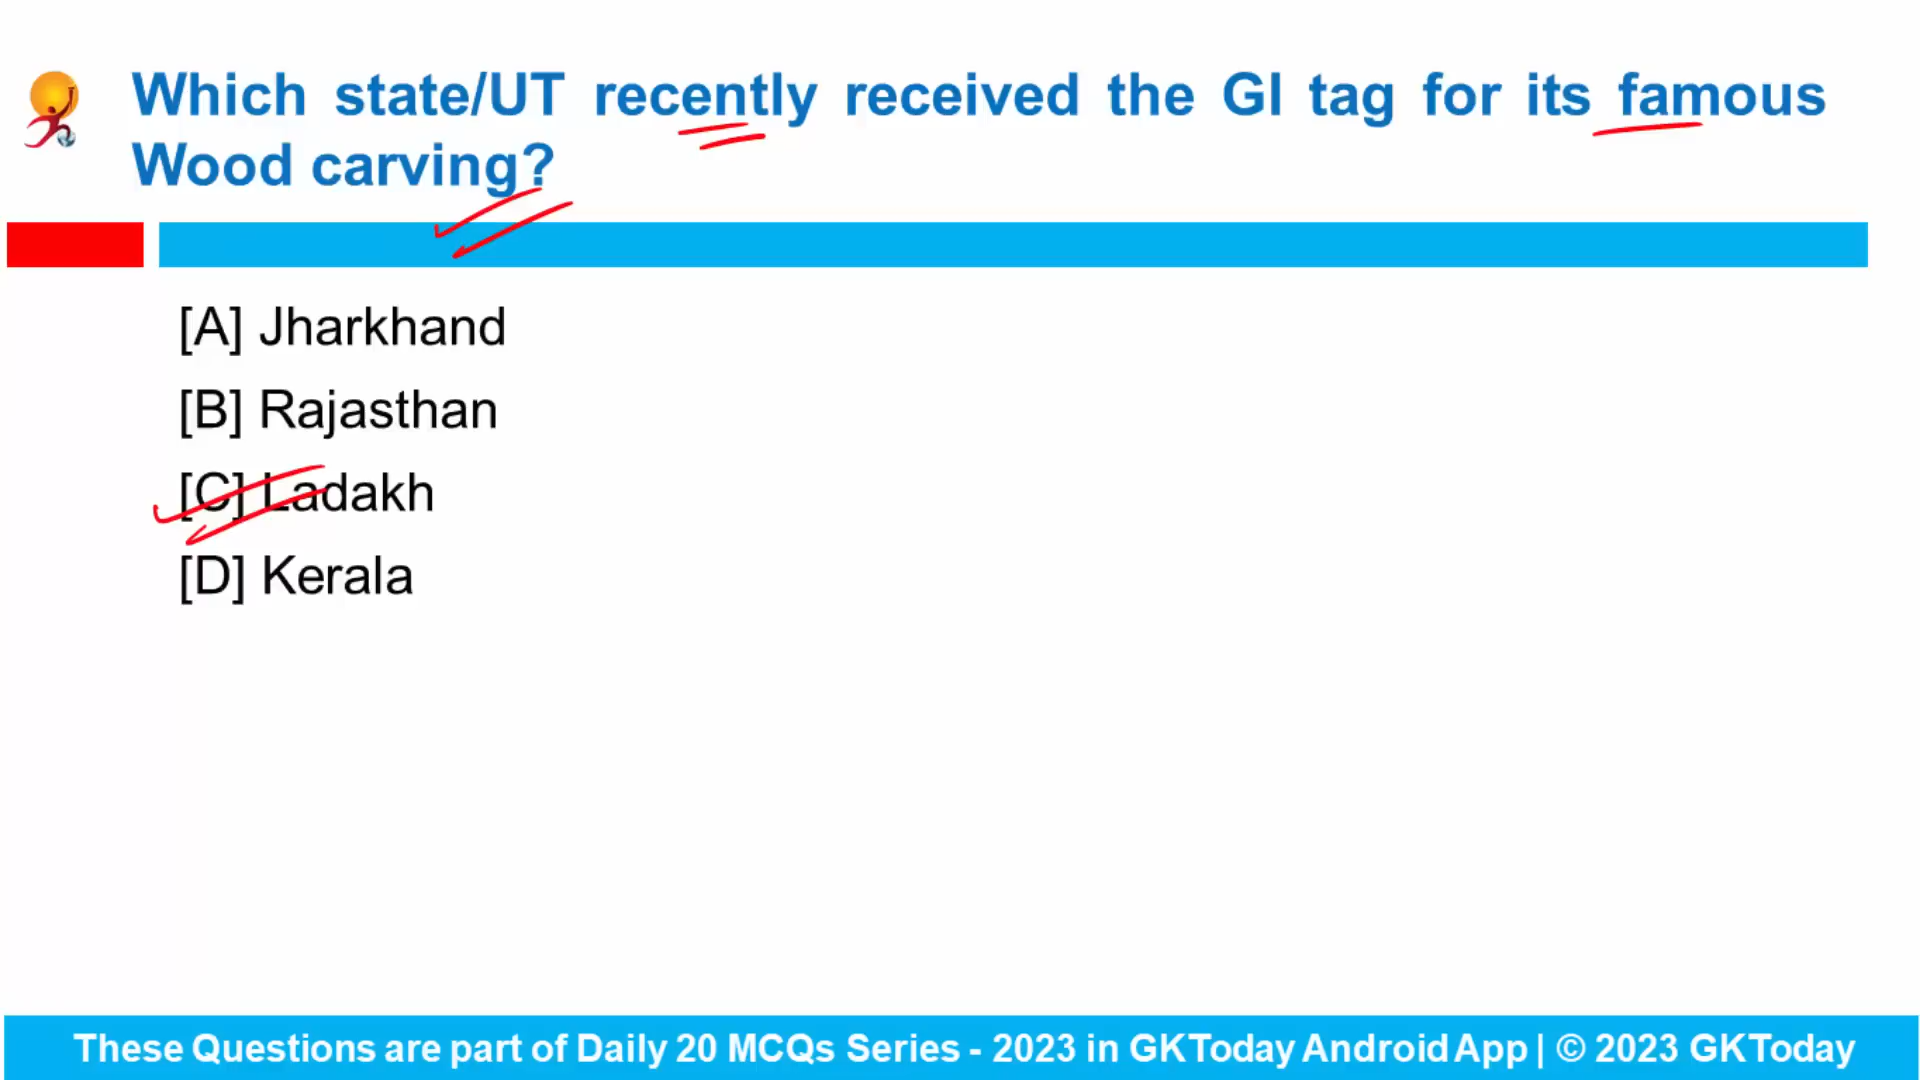 Which state/UT recently received the GI tag for its famous
Wood carving?
[A] Jharkhand
[B] Rajasthan
[C] Ladakh
[D] Kerala
These Questions are part of Daily 20 MCQs Series - 2023 in GKToday Android App | © 2023 GKToday